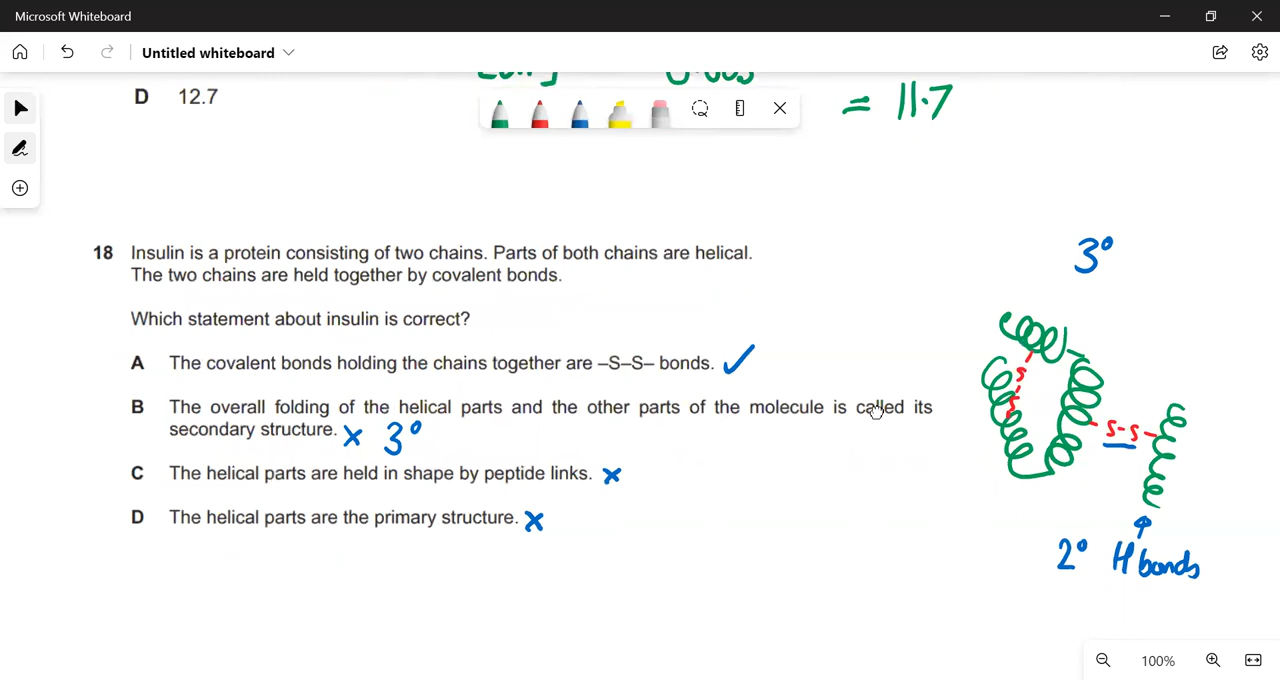 Microsoft Whiteboard
Untitled whiteboard
D 12.7
= 11.7
18 Insulin is a protein consisting of two chains. Parts of both chains are helical.
The two chains are held together by covalent bonds.
3°
Which statement about insulin is correct?
A The covalent bonds holding the chains together are –S–S– bonds. ✓
B The overall folding of the helical parts and the other parts of the molecule is called its
secondary structure. × 3°
C The helical parts are held in shape by peptide links. ×
D The helical parts are the primary structure. ×
S
S
S-S
2° H bonds
100%